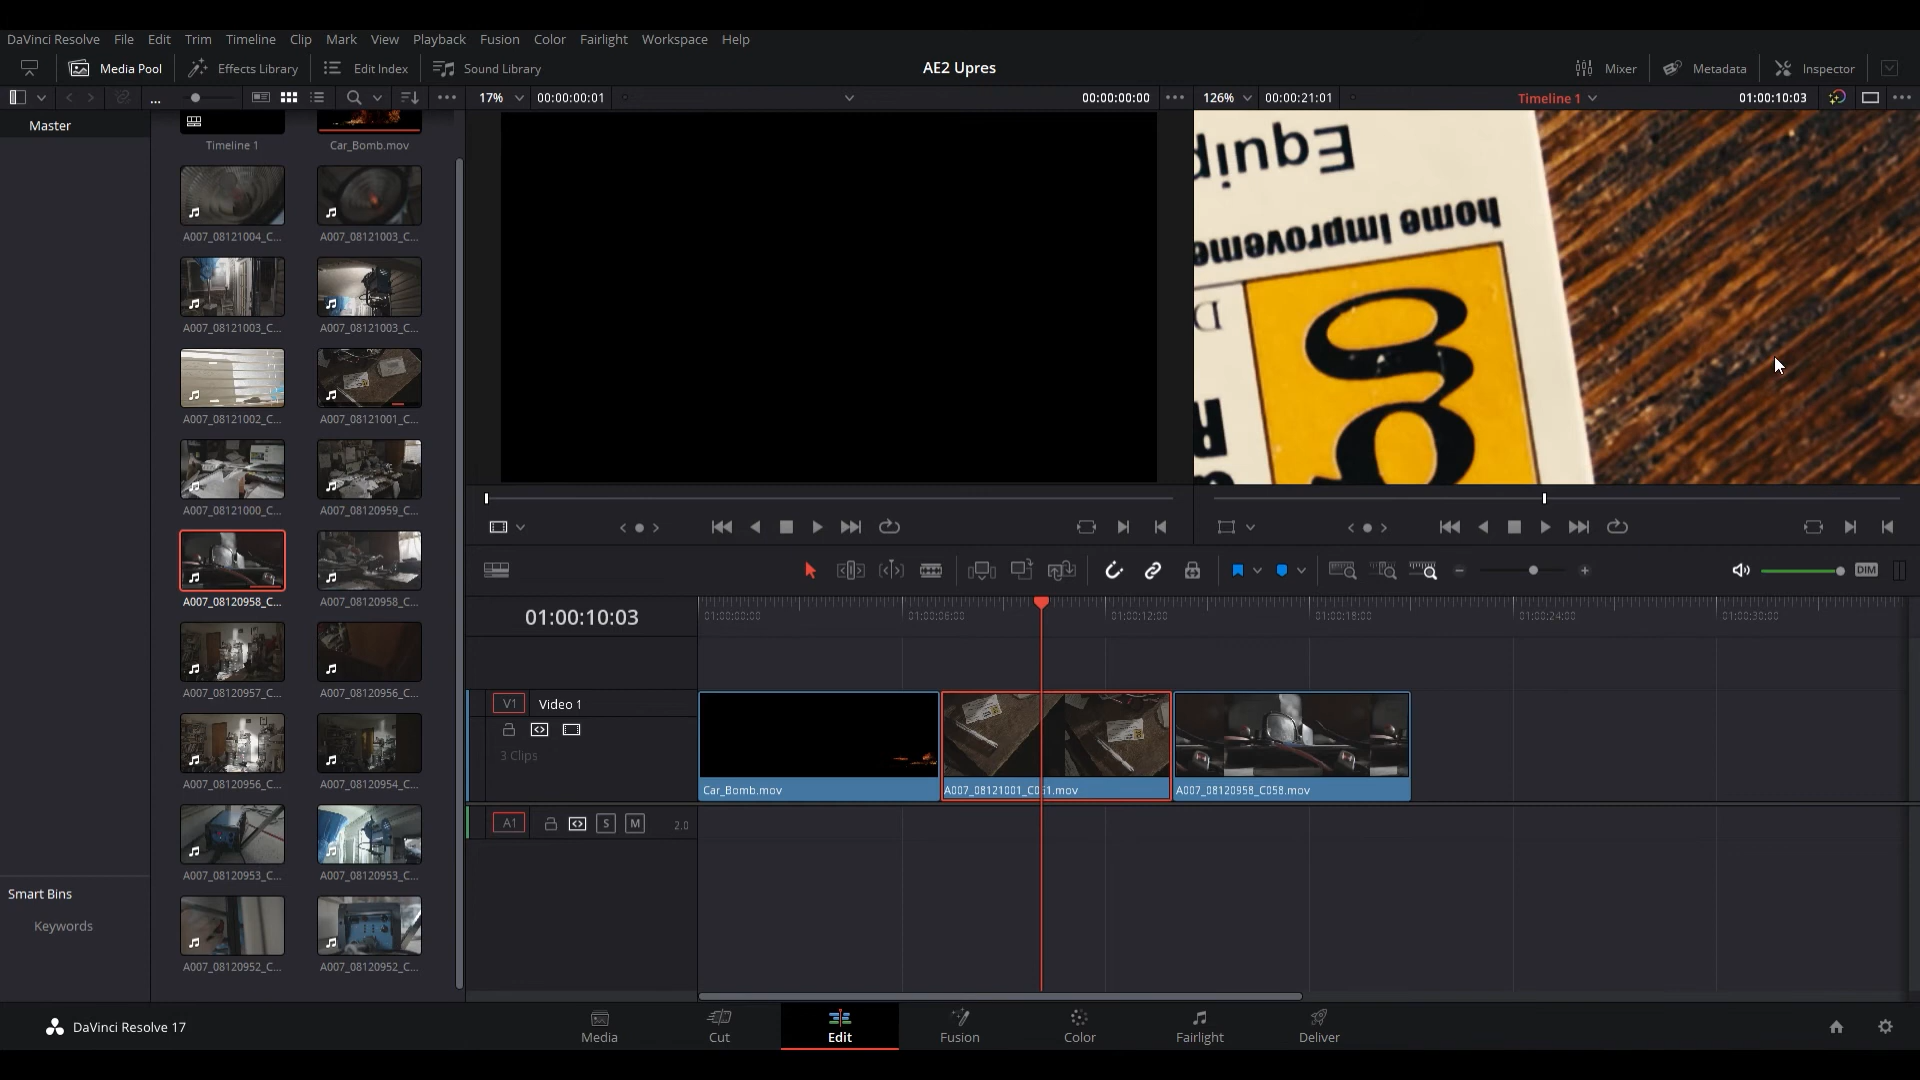 DaVinci Resolve File Edit Trim Timeline Clip Mark View Playback Fusion Color Fairlight Workspace Help
Media Pool Effects Library Edit Index Sound Library AE2 Upres Mixer Metadata Inspector
... 17% 00:00:00:01 00:00:00:00 126% 00:00:21:01 Timeline 1 01:00:10:03
Master
Timeline 1 Car_Bomb.mov
A007_08121004_C... A007_08121003_C...
A007_08121003_C... A007_08121003_C...
A007_08121002_C... A007_08121001_C...
A007_08121000_C... A007_08120959_C...
A007_08120958_C... A007_08120958_C...
A007_08120957_C... A007_08120956_C...
A007_08120956_C... A007_08120954_C...
A007_08120953_C... A007_08120953_C...
A007_08120952_C... A007_08120952_C...
Smart Bins
Keywords
Equip
home Improveme
D
g
R
DIM
01:00:10:03 01:00:00:00 01:00:06:00 01:00:12:00 01:00:18:00 01:00:24:00 01:00:30:00
V1 Video 1
3 Clips
Car_Bomb.mov A007_08121001_C061.mov A007_08120958_C058.mov
A1 S M 2.0
DaVinci Resolve 17
Media Cut Edit Fusion Color Fairlight Deliver